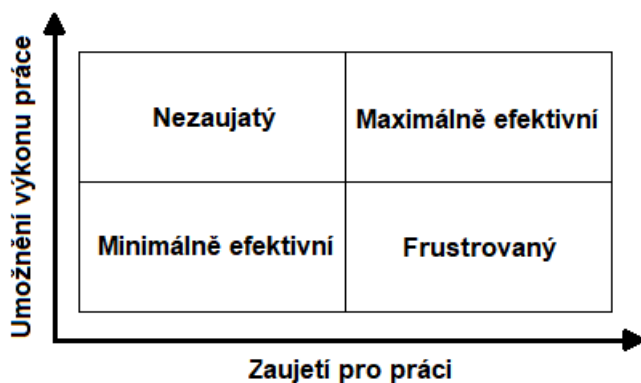 Umožnění výkonu práce
Nezaujatý
Maximálně efektivní
Minimálně efektivní
Frustrovaný
Zaujetí pro práci